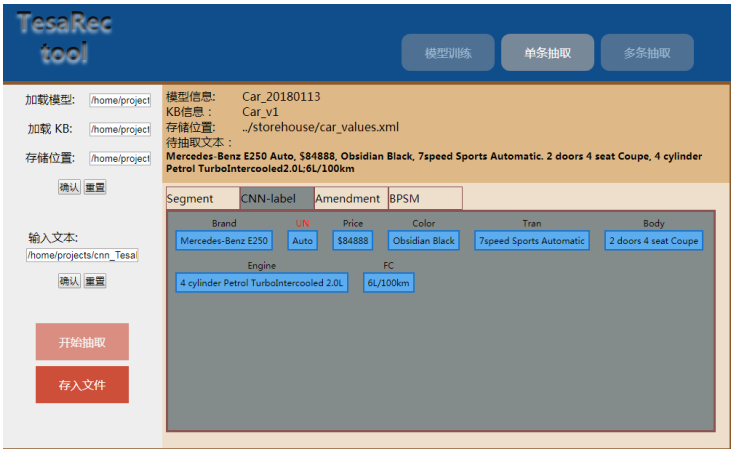 TesaRec
tool
模型训练 单条抽取 多条抽取
加载模型: /home/project
加载 KB: /home/project
存储位置: /home/project
确认 重置
输入文本:
/home/projects/cnn_Tesal
确认 重置
开始抽取
存入文件
模型信息: Car_20180113
KB信息： Car_v1
存储位置: ../storehouse/car_values.xml
待抽取文本：
Mercedes-Benz E250 Auto, $84888, Obsidian Black, 7speed Sports Automatic. 2 doors 4 seat Coupe, 4 cylinder
Petrol TurboIntercooled2.0L;6L/100km
Segment CNN-label Amendment BPSM
Brand UN Price Color Tran Body
Mercedes-Benz E250 Auto $84888 Obsidian Black 7speed Sports Automatic 2 doors 4 seat Coupe
Engine FC
4 cylinder Petrol TurboIntercooled 2.0L 6L/100km